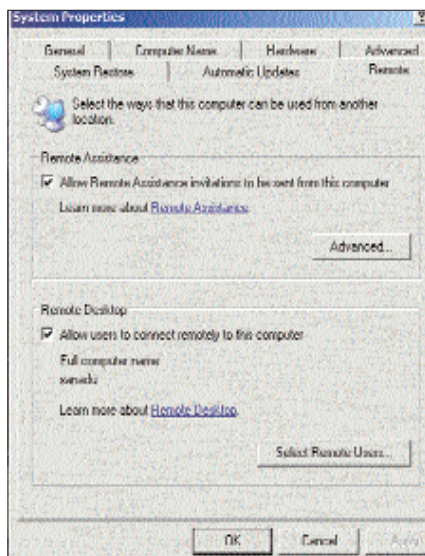 System Properties
?
General Computer Name Hardware Advanced
System Restore Automatic Updates Remote
Select the ways that this computer can be used from another
location.
Remote Assistance
Allow Remote Assistance invitations to be sent from this computer
Learn more about Remote Assistance.
Advanced...
Remote Desktop
Allow users to connect remotely to this computer
Full computer name:
xanadu
Learn more about Remote Desktop.
Select Remote Users...
OK Cancel Apply